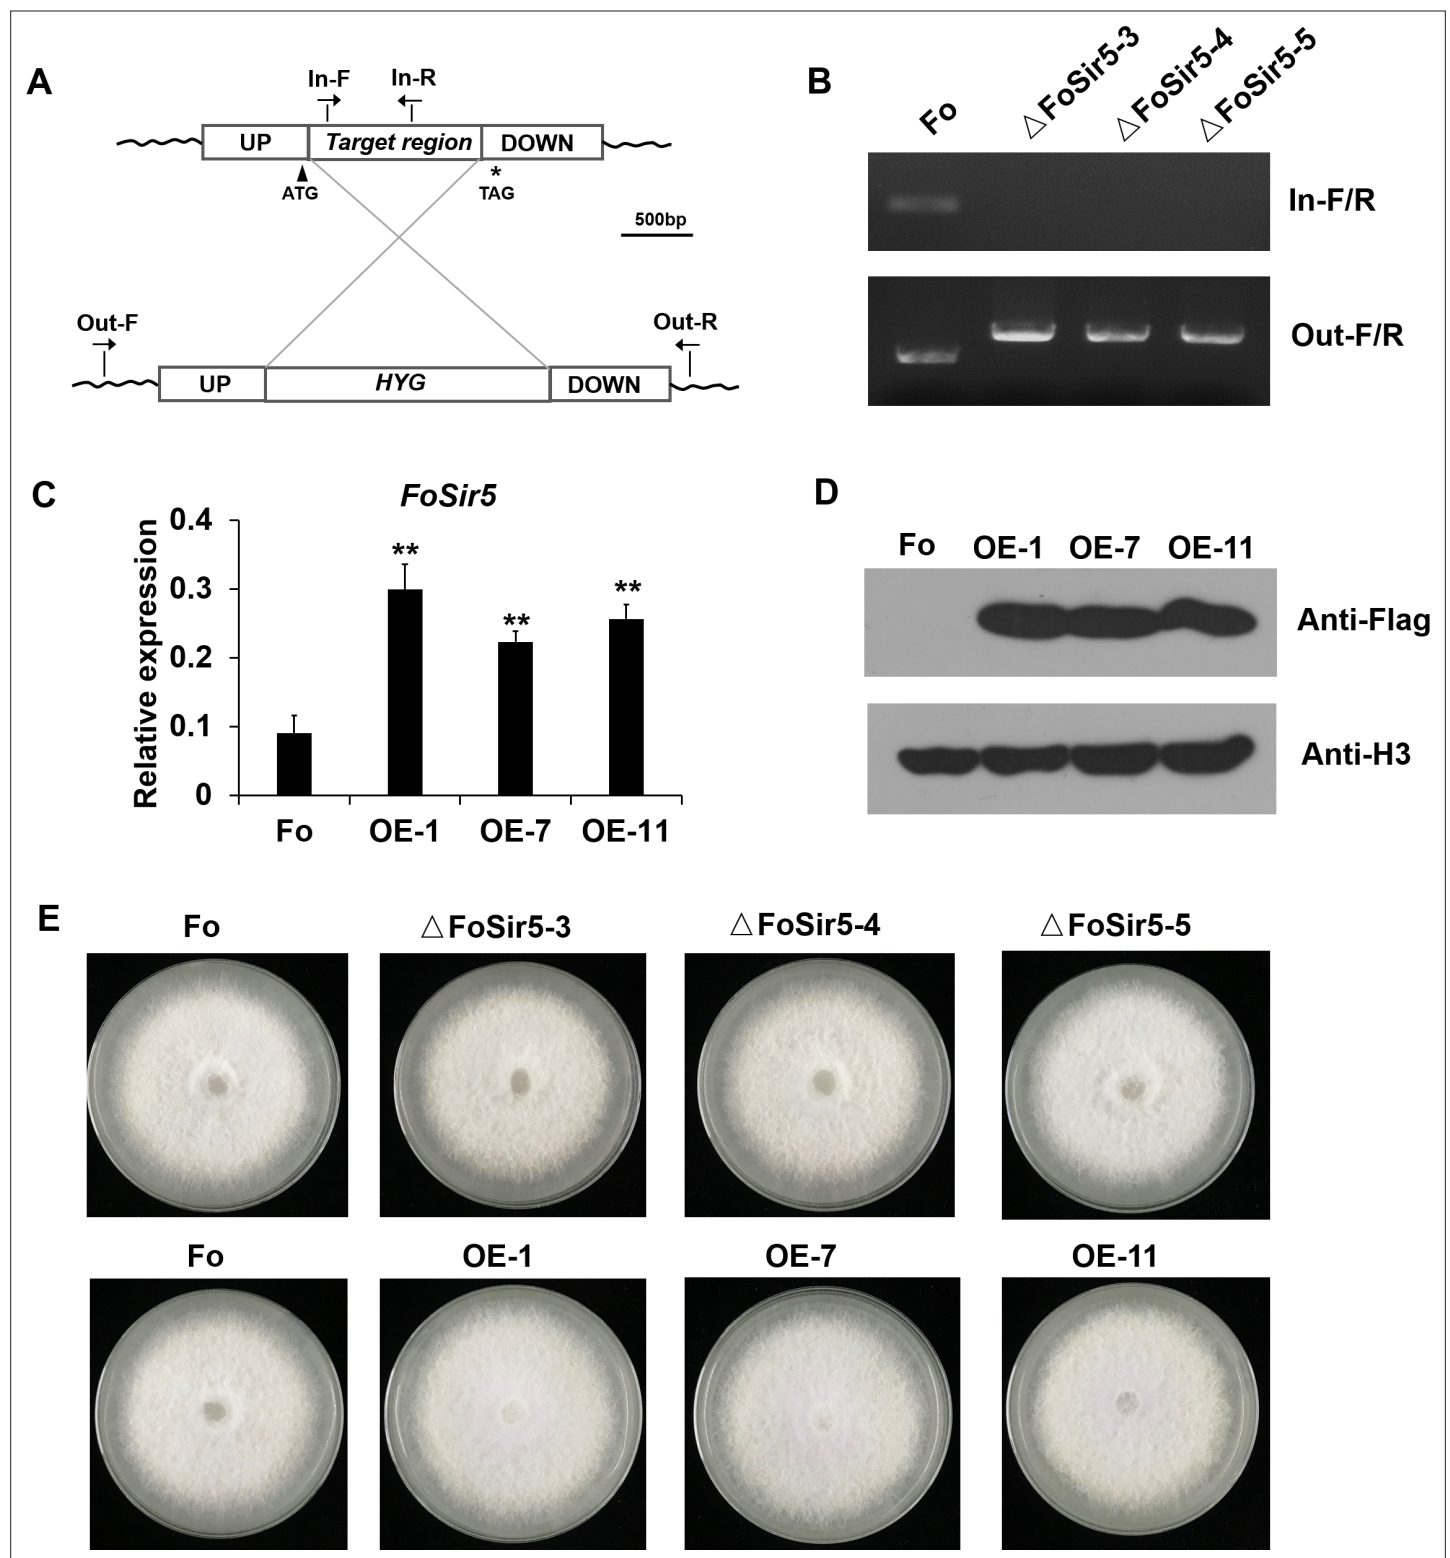 A
In-F
In-R
UP
Target region
DOWN
ATG
*
TAG
500bp
Out-F
Out-R
UP
HYG
DOWN
B
Fo
△FoSir5-3
△FoSir5-4
△FoSir5-5
In-F/R
Out-F/R
C
FoSir5
Relative expression
0.4
0.3
0.2
0.1
0
**
**
**
Fo
OE-1
OE-7
OE-11
D
Fo
OE-1
OE-7
OE-11
Anti-Flag
Anti-H3
E
Fo
△FoSir5-3
△FoSir5-4
△FoSir5-5
Fo
OE-1
OE-7
OE-11